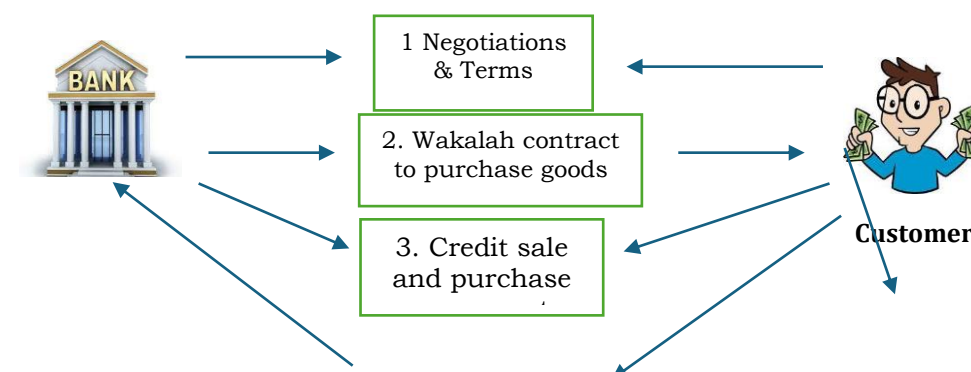 BANK
1 Negotiations
& Terms
2. Wakalah contract
to purchase goods
3. Credit sale
and purchase
Customer